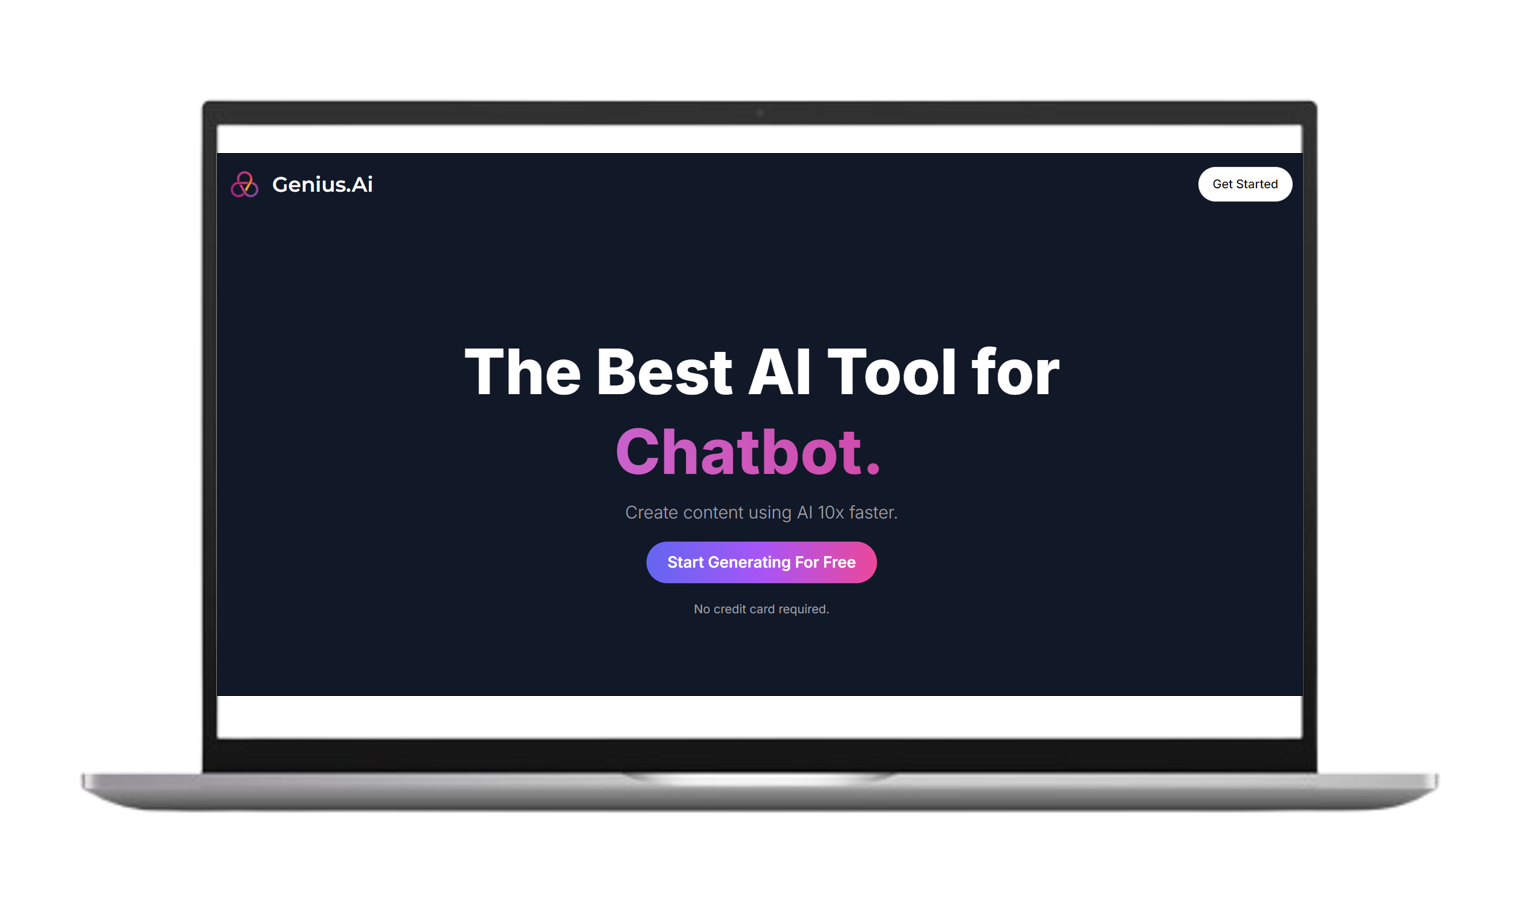 Genius.Ai
Get Started
The Best AI Tool for
Chatbot.
Create content using AI 10x faster.
Start Generating For Free
No credit card required.